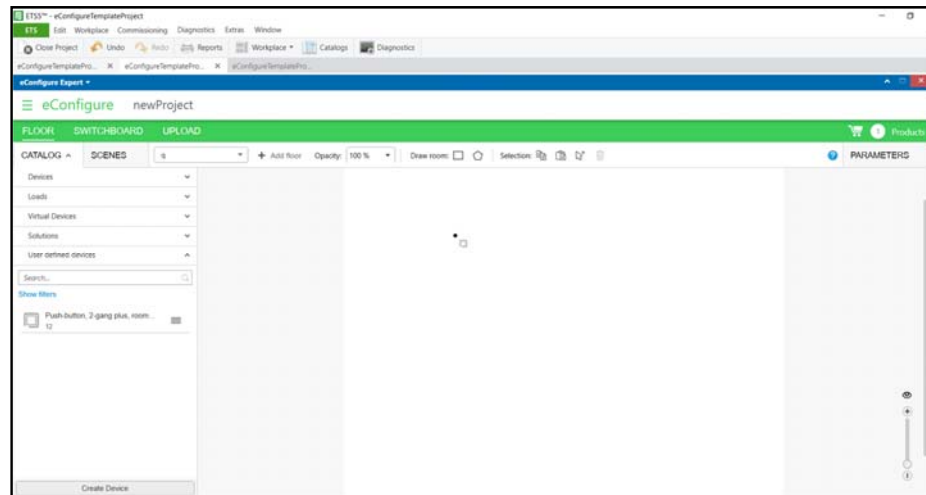 ETS5™ - eConfigureTemplateProject
ETS Edit Workplace Commissioning Diagnostics Extras Window
Close Project Undo Redo Reports Workplace Catalogs Diagnostics
eConfigureTemplatePro... X eConfigureTemplatePro... X eConfigureTemplatePro...
eConfigure Expert
eConfigure newProject
FLOOR SWITCHBOARD UPLOAD 1 Products
CATALOG SCENES Add floor Opacity: 100 % Draw room: Selection: ? PARAMETERS
Devices
Loads
Virtual Devices
Solutions
User defined devices
Search...
Show filters
Push-button, 2-gang plus, room...
12
Create Device